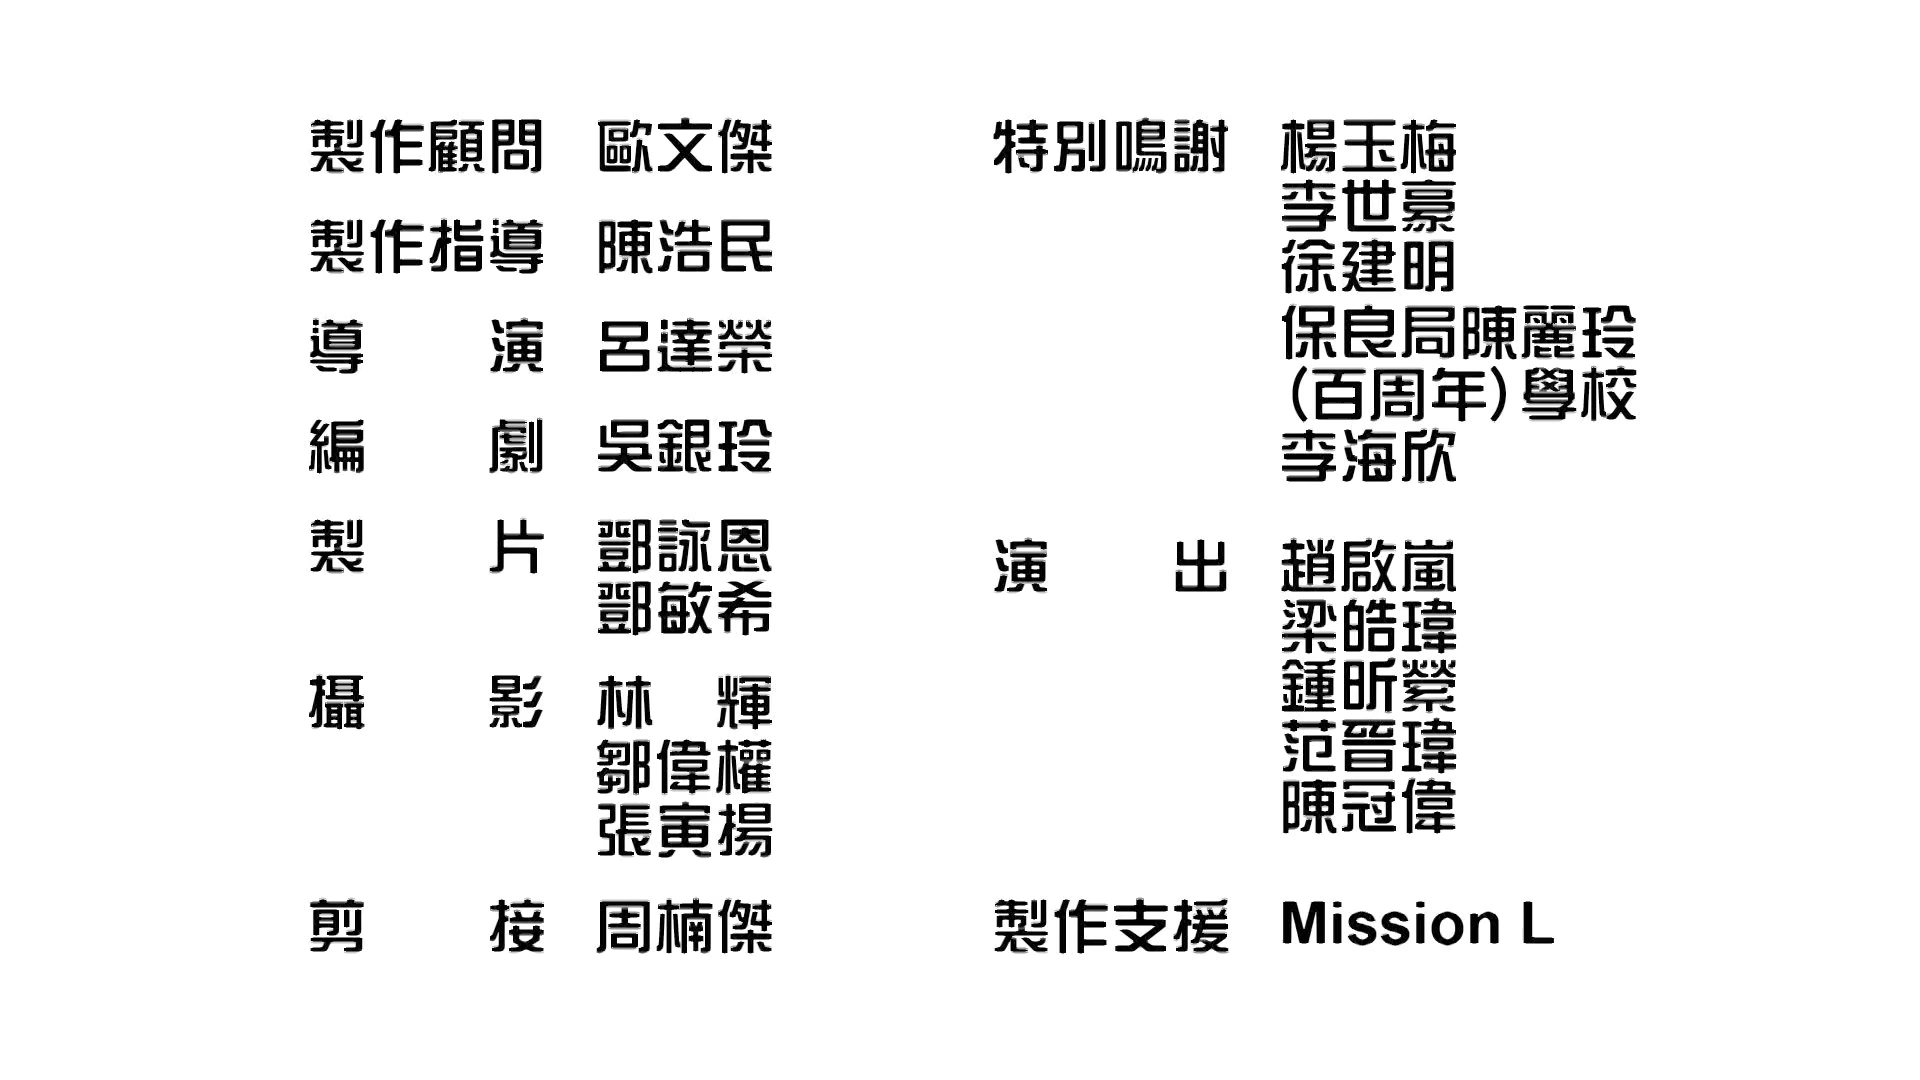 製作顧問 歐文傑
製作指導 陳浩民
導演 呂達榮
編劇 吳銀玲
製片 鄧詠恩
鄧敏希
攝影 林輝
鄒偉權
張寅揚
剪接 周楠傑
特別鳴謝 楊玉梅
李世豪
徐建明
保良局陳麗玲
(百周年)學校
李海欣
演出 趙啟嵐
梁皓瑋
鍾昕縈
范晉瑋
陳冠偉
製作支援 Mission L